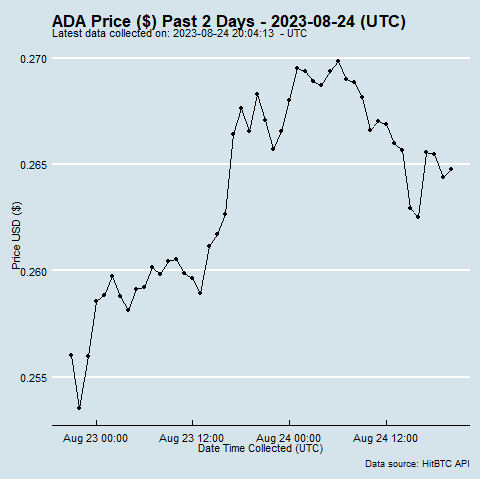 ADA Price ($) Past 2 Days - 2023-08-24 (UTC)
Latest data collected on: 2023-08-24 20:04:13 - UTC
0.270
0.265
0.260
0.255
Price USD ($)
Aug 23 00:00 Aug 23 12:00 Aug 24 00:00 Aug 24 12:00
Date Time Collected (UTC)
Data source: HitBTC API